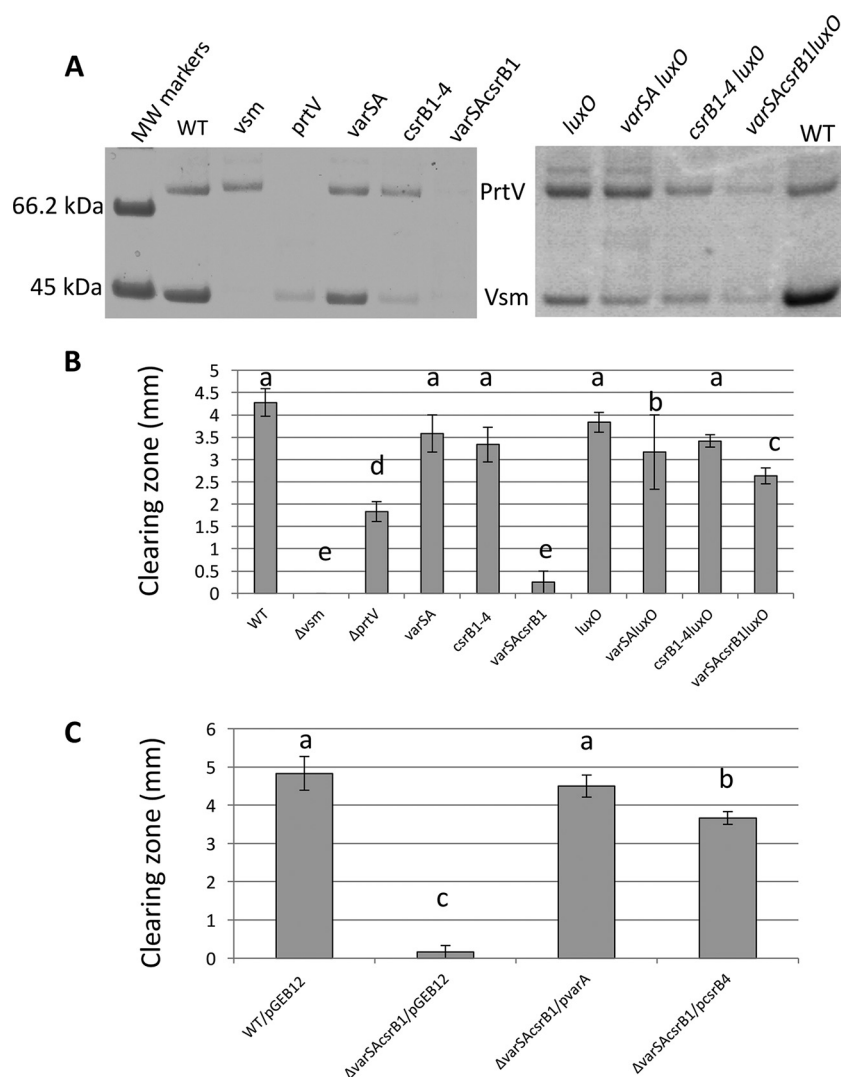 A
MW markers
WT
vsm
prtV
varSA
csrB1-4
varSAcsrB1
luxO
varSA luxO
csrB1-4 luxO
varSAcsrB1luxO
WT
66.2 kDa
PrtV
45 kDa
Vsm
B
Clearing zone (mm)
5
4.5
4
3.5
3
2.5
2
1.5
1
0.5
0
a
e
d
a
a
e
a
b
a
c
WT
Δvsm
ΔprtV
varSA
csrB1-4
varSAcsrB1
luxO
varSAluxO
csrB1-4luxO
varSAcsrB1luxO
C
Clearing zone (mm)
6
5
4
3
2
1
0
a
c
a
b
WT/pGEB12
ΔvarSAcsrB1/pGEB12
ΔvarSAcsrB1/pvarA
ΔvarSAcsrB1/pcsrB4